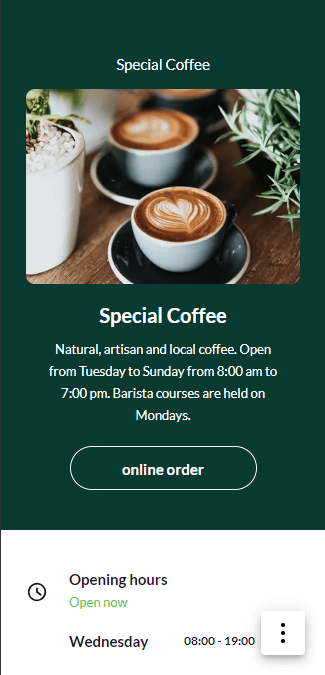 Special Coffee
Special Coffee
Natural, artisan and local coffee. Open
from Tuesday to Sunday from 8:00 am to
7:00 pm. Barista courses are held on
Mondays.
online order
Opening hours
Open now
Wednesday 08:00 - 19:00